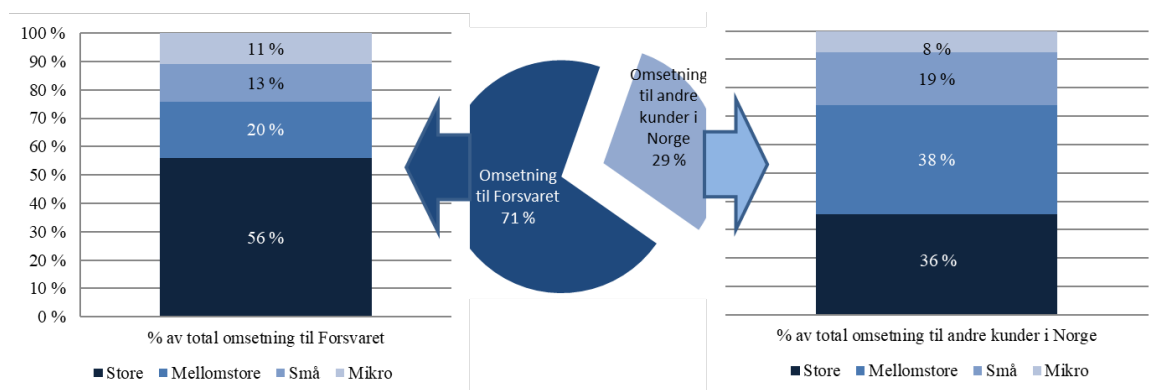 100 %
90 %
80 %
70 %
60 %
50 %
40 %
30 %
20 %
10 %
0 %
11 %
13 %
20 %
56 %
% av total omsetning til Forsvaret
Store Mellomstore Små Mikro
Omsetning
til Forsvaret
71 %
Omsetning
til andre
kunder i
Norge
29 %
8 %
19 %
38 %
36 %
% av total omsetning til andre kunder i Norge
Store Mellomstore Små Mikro